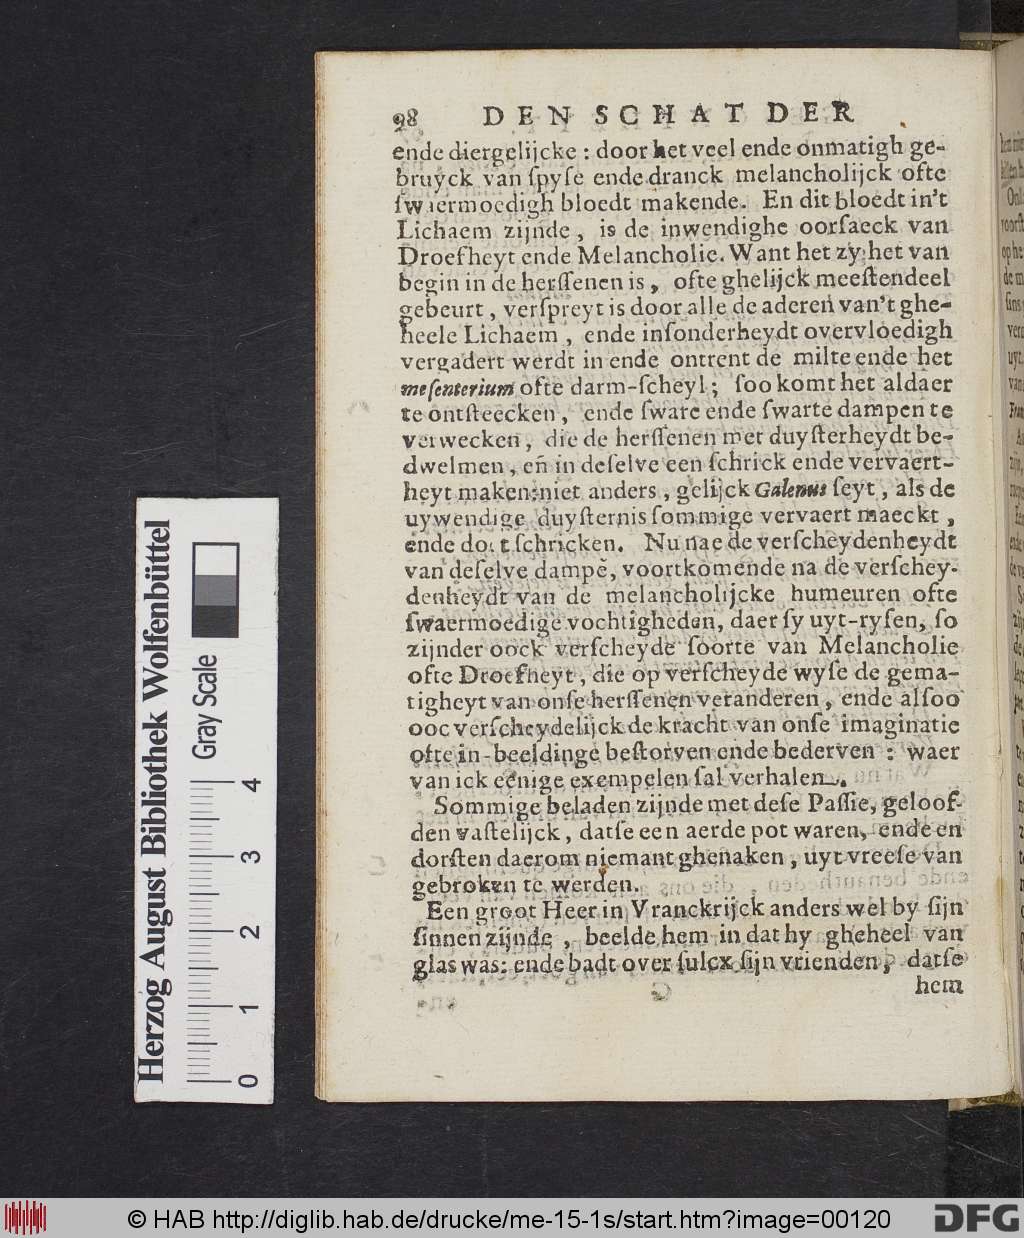 98 DEN SCHAT DER
ende diergelijcke : door het veel ende onmatigh ge-
bruyck van ſpyſe ende dranck melancholijck ofte
ſwaermoedigh bloedt makende. En dit bloedt in't
Lichaem zijnde, is de inwendighe oorſaeck van
Droefheyt ende Melancholie. Want het zy het van
begin in de herſſenen is, ofte ghelijck meeſtendeel
gebeurt, verſpreyt is door alle de aderen van't ghe-
heele Lichaem, ende inſonderheydt overvloedigh
vergadert werdt in ende ontrent de milte ende het
meſenterium ofte darm-ſcheyl; ſoo komt het aldaer
te ontſteecken, ende ſware ende ſwarte dampen te
verwecken, die de herſſenen met duyſterheydt be-
dwelmen, en̄ in deſelve een ſchrick ende vervaert-
heyt maken: niet anders, gelijck Galenus ſeyt, als de
uywendige duyſternis ſommige vervaert maeckt,
ende doet ſchricken. Nu nae de verſcheydenheydt
van deſelve dampē, voortkomende na de verſchey-
denheydt van de melancholijcke humeuren ofte
ſwaermoedige vochtigheden, daer ſy uyt-ryſen, ſo
zijnder oock verſcheyde ſoorte van Melancholie
ofte Droefheyt, die op verſcheyde wyſe de gema-
tigheyt van onſe herſſenen veranderen, ende alſoo
ooc verſcheydelijck de kracht van onſe imaginatie
ofte in-beeldinge beſtorven ende bederven : waer
van ick eenige exempelen ſal verhalen.
Sommige beladen zijnde met deſe Paſſie, geloof-
den vaſtelijck, datſe een aerde pot waren, ende en
dorſten daerom niemant ghenaken, uyt vreeſe van
gebroken te werden.
Een groot Heer in Vranckrijck anders wel by ſijn
ſinnen zijnde, beelde hem in dat hy gheheel van
glas was: ende badt over ſulcx ſijn vrienden, datſe
hem
Herzog August Bibliothek Wolfenbüttel
Gray Scale
0 1 2 3 4
© HAB http://diglib.hab.de/drucke/me-15-1s/start.htm?image=00120
DFG